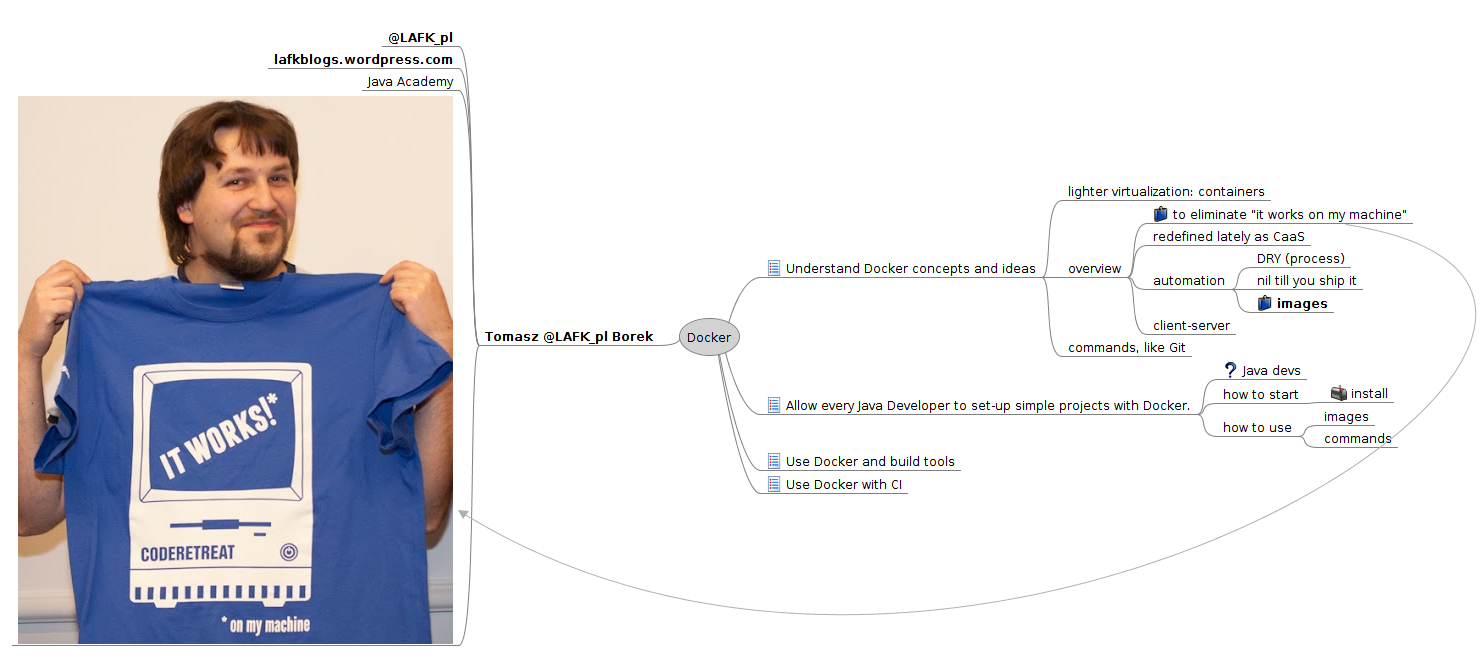 @LAFK_pl
lafkblogs.wordpress.com
Java Academy
IT WORKS!*
CODERETREAT
* on my machine
Tomasz @LAFK_pl Borek
Docker
Understand Docker concepts and ideas
lighter virtualization: containers
overview
to eliminate "it works on my machine"
redefined lately as CaaS
automation
DRY (process)
nil till you ship it
images
client-server
commands, like Git
Allow every Java Developer to set-up simple projects with Docker.
? Java devs
how to start
install
how to use
images
commands
Use Docker and build tools
Use Docker with CI